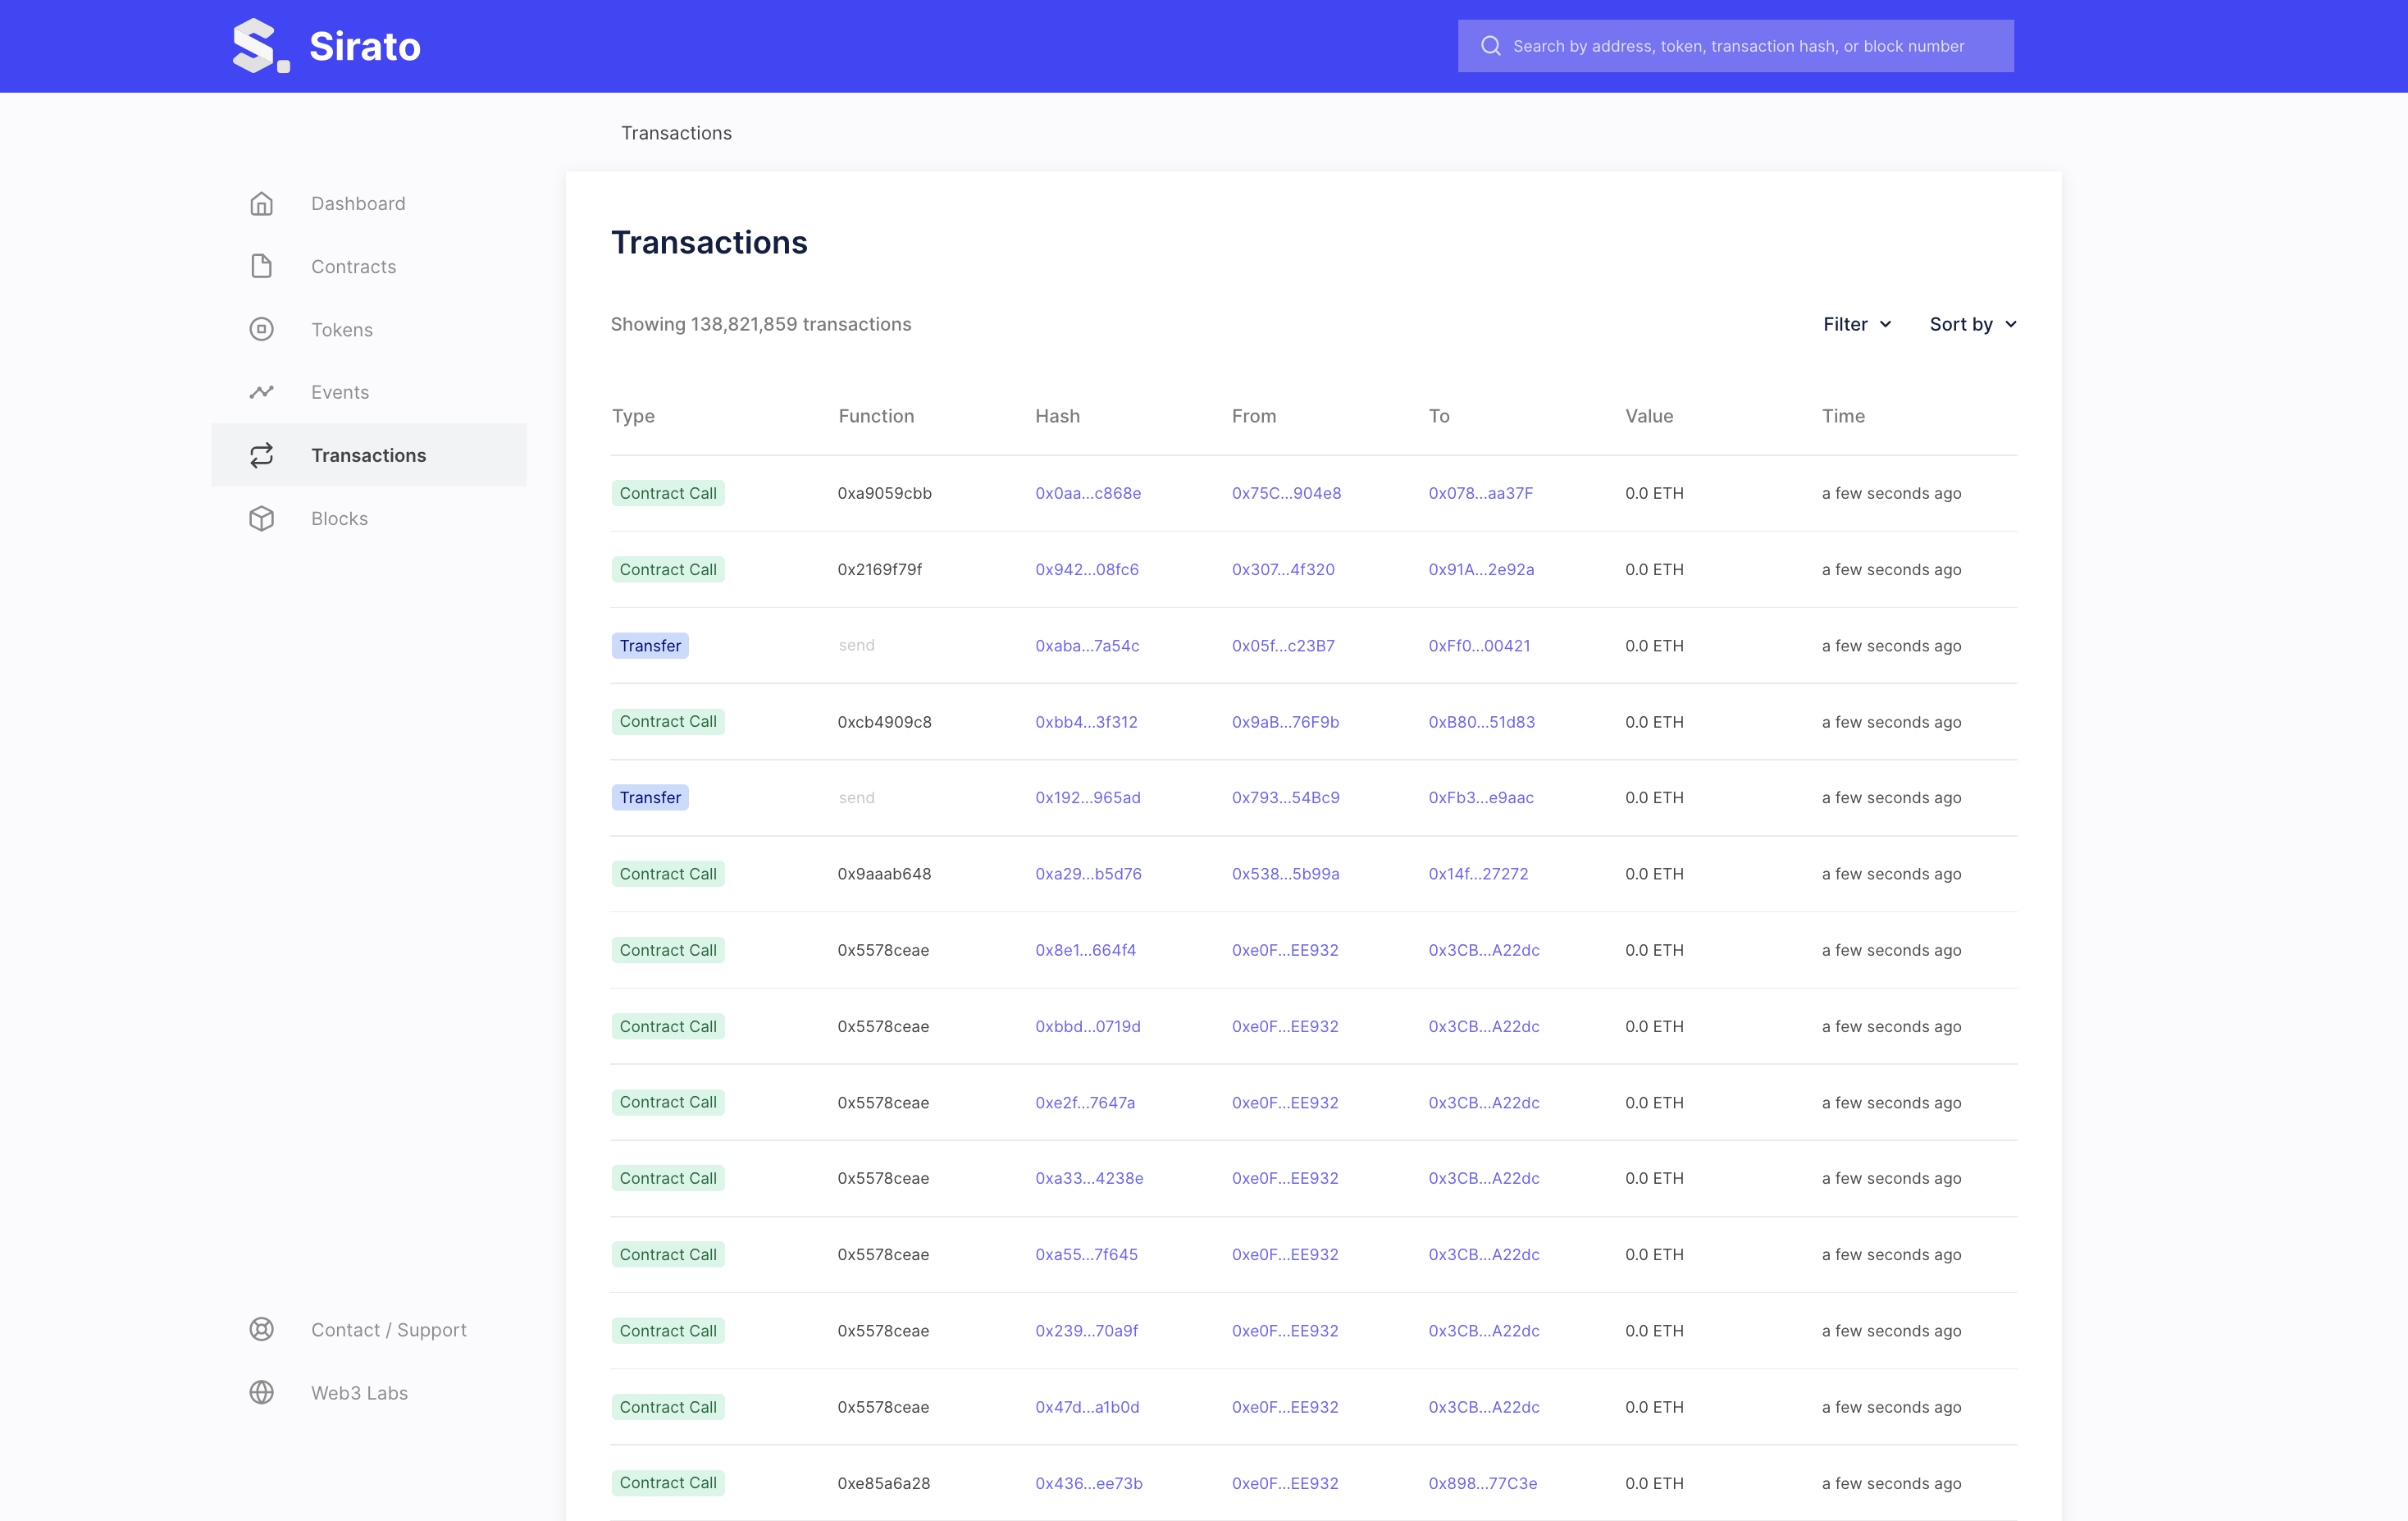 Sirato
Search by address, token, transaction hash, or block number
Transactions
Dashboard
Contracts
Tokens
Events
Transactions
Blocks
Contact / Support
Web3 Labs
Transactions
Showing 138,821,859 transactions
Filter Sort by
Type Function Hash From To Value Time
Contract Call 0xa9059cbb 0x0aa...c868e 0x75C...904e8 0x078...aa37F 0.0 ETH a few seconds ago
Contract Call 0x2169f79f 0x942...08fc6 0x307...4f320 0x91A...2e92a 0.0 ETH a few seconds ago
Transfer send 0xaba...7a54c 0x05f...c23B7 0xFf0...00421 0.0 ETH a few seconds ago
Contract Call 0xcb4909c8 0xbb4...3f312 0x9aB...76F9b 0xB80...51d83 0.0 ETH a few seconds ago
Transfer send 0x192...965ad 0x793...54Bc9 0xFb3...e9aac 0.0 ETH a few seconds ago
Contract Call 0x9aaab648 0xa29...b5d76 0x538...5b99a 0x14f...27272 0.0 ETH a few seconds ago
Contract Call 0x5578ceae 0x8e1...664f4 0xe0F...EE932 0x3CB...A22dc 0.0 ETH a few seconds ago
Contract Call 0x5578ceae 0xbbd...0719d 0xe0F...EE932 0x3CB...A22dc 0.0 ETH a few seconds ago
Contract Call 0x5578ceae 0xe2f...7647a 0xe0F...EE932 0x3CB...A22dc 0.0 ETH a few seconds ago
Contract Call 0x5578ceae 0xa33...4238e 0xe0F...EE932 0x3CB...A22dc 0.0 ETH a few seconds ago
Contract Call 0x5578ceae 0xa55...7f645 0xe0F...EE932 0x3CB...A22dc 0.0 ETH a few seconds ago
Contract Call 0x5578ceae 0x239...70a9f 0xe0F...EE932 0x3CB...A22dc 0.0 ETH a few seconds ago
Contract Call 0x5578ceae 0x47d...a1b0d 0xe0F...EE932 0x3CB...A22dc 0.0 ETH a few seconds ago
Contract Call 0xe85a6a28 0x436...ee73b 0xe0F...EE932 0x898...77C3e 0.0 ETH a few seconds ago